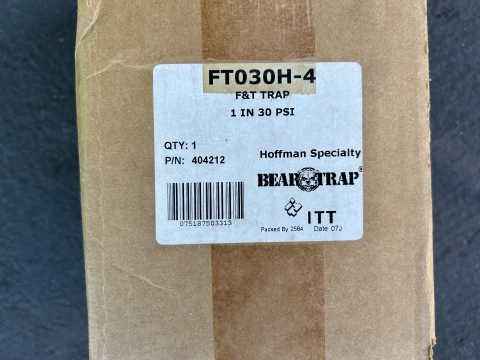 FT030H-4
F&T TRAP
1 IN 30 PSI
QTY: 1
P/N: 404212
Hoffman Specialty
BEAR TRAP®
075187503313
ITT
Packed By 2584 Date 07J